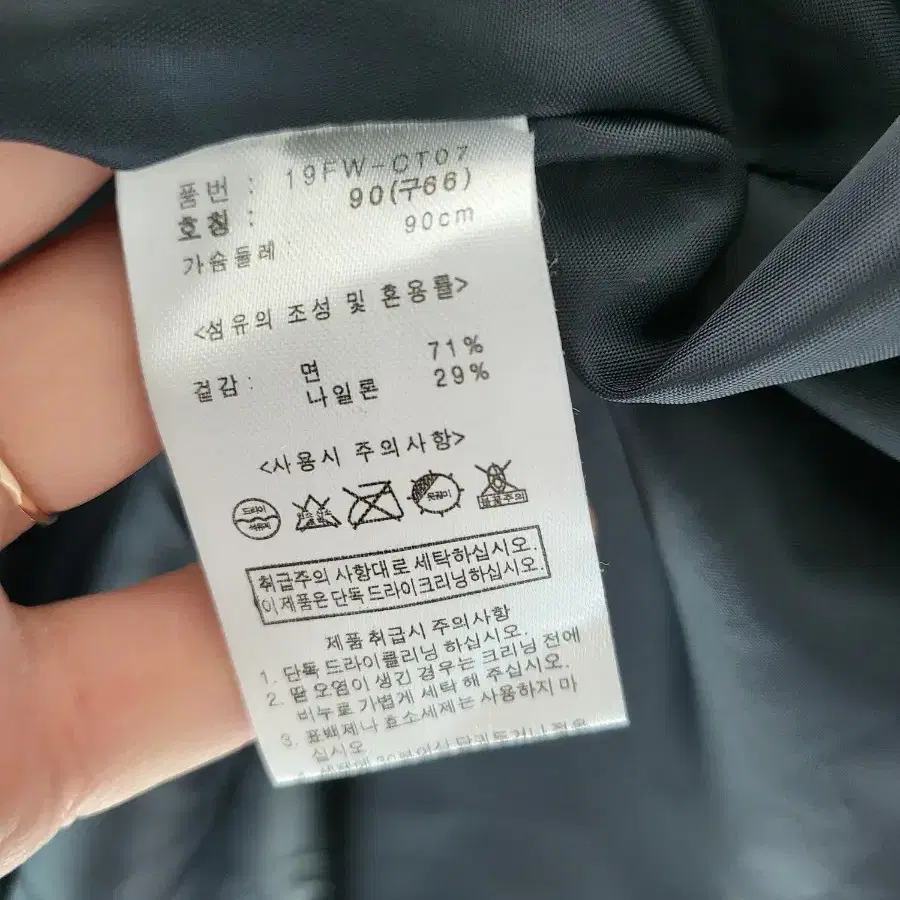 품번 : 19FW-CT07
호칭 : 90(구66)
가슴둘레 : 90cm
<섬유의 조성 및 혼용률>
겉감 : 면 71%
나일론 29%
<사용시 주의사항>
드라이
불꽃주의
취급주의 사항대로 세탁하십시오.
이제품은 단독 드라이크리닝하십시오.
제품 취급시 주의사항
1. 단독 드라이클리닝 하십시오.
2. 땀 오염이 생긴 경우는 크리닝 전에
비누로 가볍게 세탁 해 주십시오.
3. 표백제나 효소세제는 사용하지 마
십시오